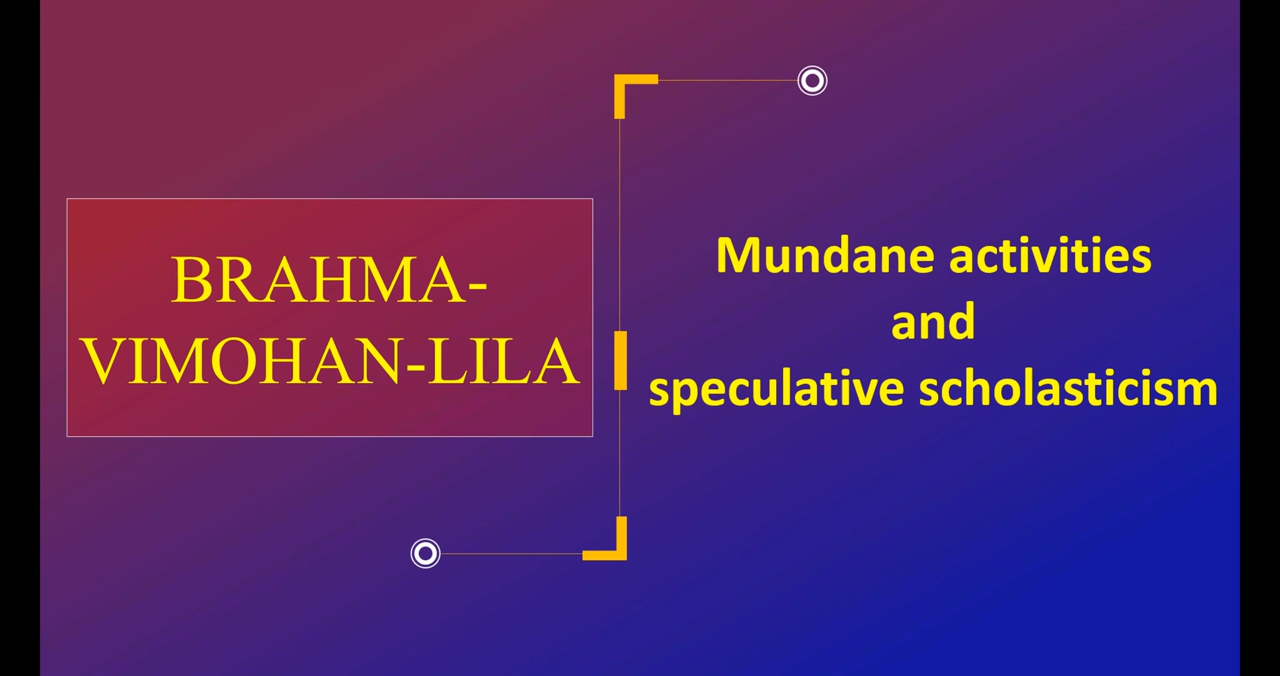 BRAHMA-
VIMOHAN-LILA
Mundane activities
and
speculative scholasticism